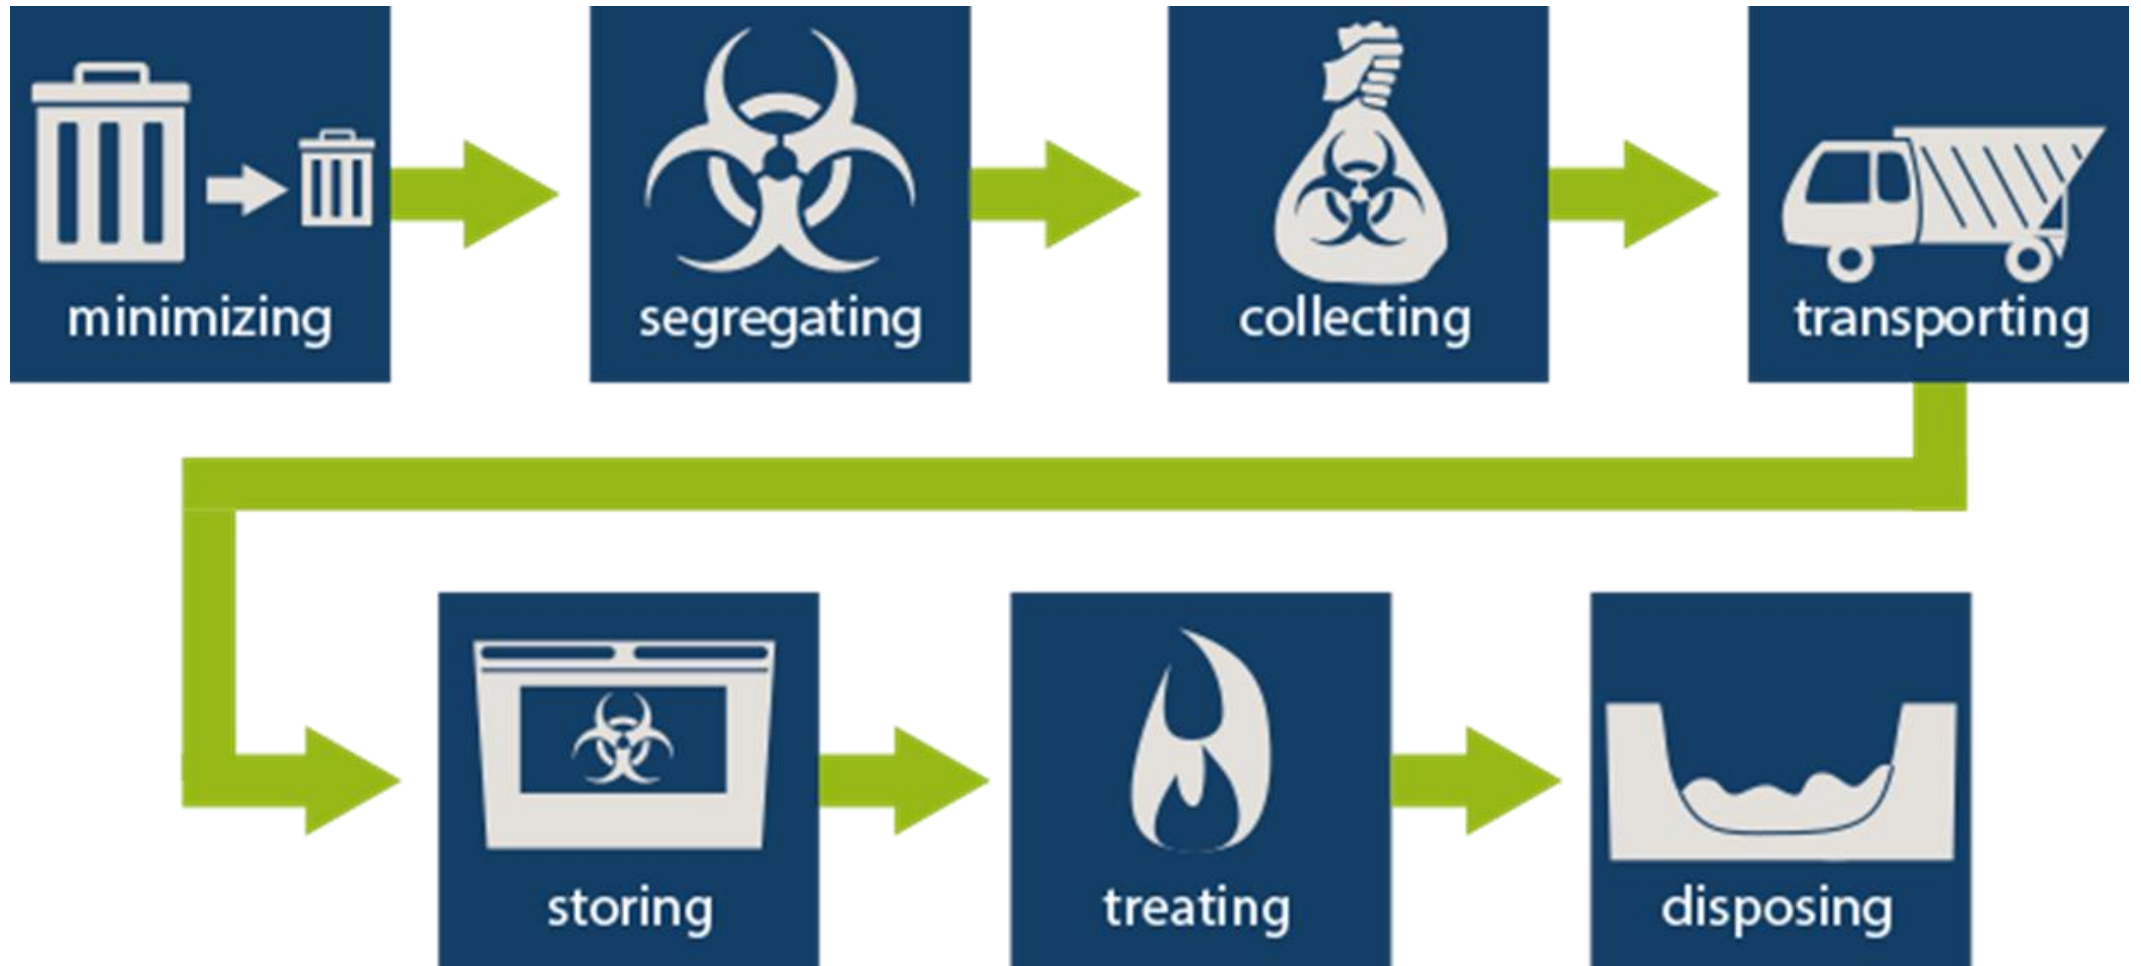 minimizing
segregating
collecting
transporting
storing
treating
disposing